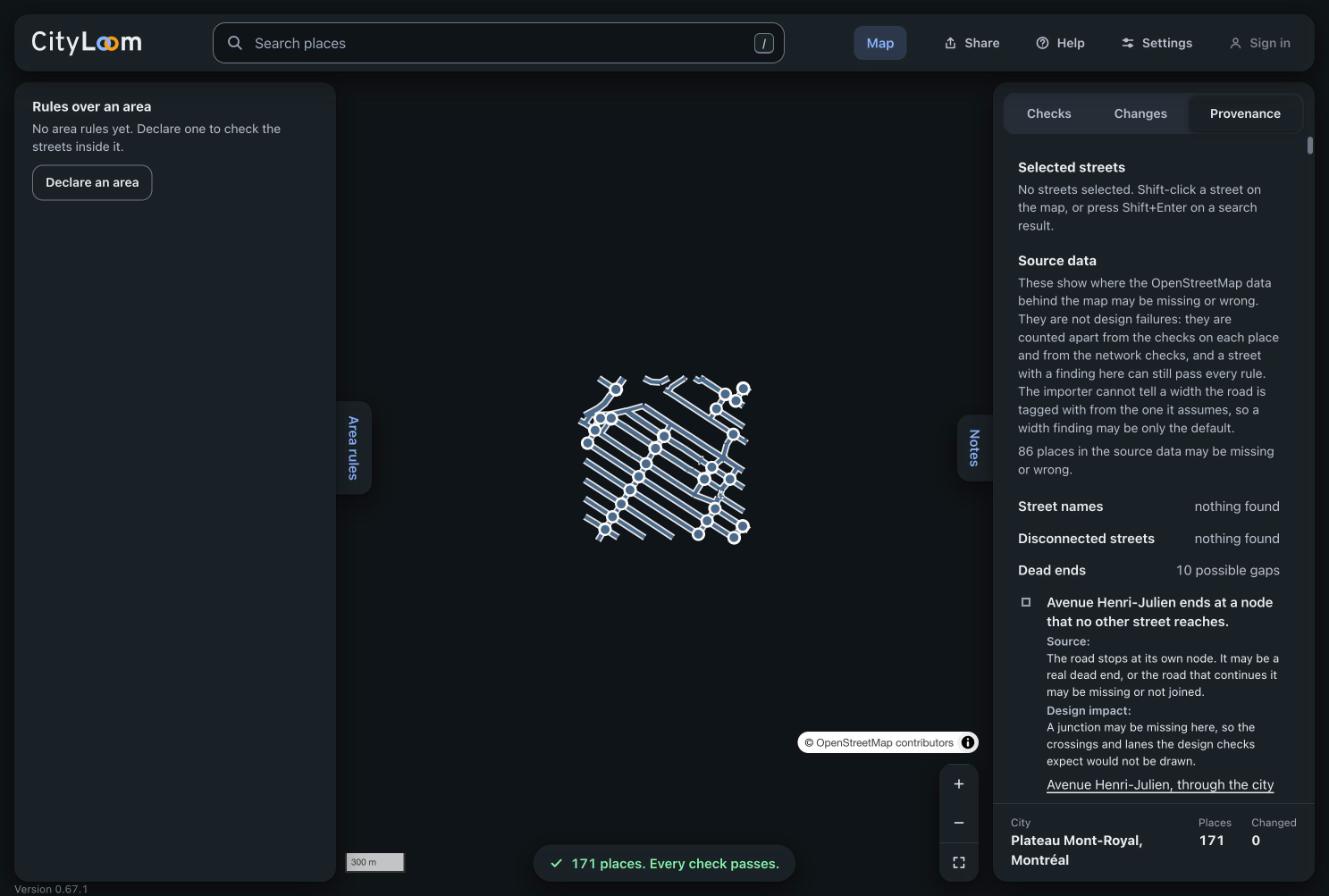 CityLoom
Search places
/
Map
Share
Help
Settings
Sign in
Rules over an area
No area rules yet. Declare one to check the
streets inside it.
Declare an area
Area rules
Notes
© OpenStreetMap contributors
+
−
300 m
171 places. Every check passes.
Version 0.67.1
Checks
Changes
Provenance
Selected streets
No streets selected. Shift-click a street on
the map, or press Shift+Enter on a search
result.
Source data
These show where the OpenStreetMap data
behind the map may be missing or wrong.
They are not design failures: they are
counted apart from the checks on each place
and from the network checks, and a street
with a finding here can still pass every rule.
The importer cannot tell a width the road is
tagged with from the one it assumes, so a
width finding may be only the default.
86 places in the source data may be missing
or wrong.
Street names nothing found
Disconnected streets nothing found
Dead ends 10 possible gaps
Avenue Henri-Julien ends at a node
that no other street reaches.
Source:
The road stops at its own node. It may be a
real dead end, or the road that continues it
may be missing or not joined.
Design impact:
A junction may be missing here, so the
crossings and lanes the design checks
expect would not be drawn.
Avenue Henri-Julien, through the city
City Places Changed
Plateau Mont-Royal, 171 0
Montréal